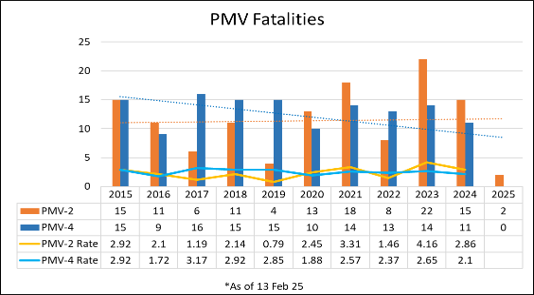 PMV Fatalities
25
20
15
10
5
0
2015 2016 2017 2018 2019 2020 2021 2022 2023 2024 2025
PMV-2 15 11 6 11 4 13 18 8 22 15 2
PMV-4 15 9 16 15 15 10 14 13 14 11 0
PMV-2 Rate 2.92 2.1 1.19 2.14 0.79 2.45 3.31 1.46 4.16 2.86
PMV-4 Rate 2.92 1.72 3.17 2.92 2.85 1.88 2.57 2.37 2.65 2.1
*As of 13 Feb 25